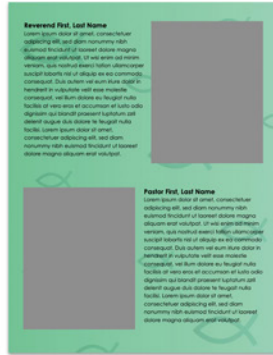 Reverend First, Last Name
Lorem ipsum dolor sit amet, consectetuer
adipiscing elit, sed diam nonummy nibh
euismod tincidunt ut laoreet dolore magna
aliquam erat volutpat. Ut wisi enim ad minim
veniam, quis nostrud exerci tation ullamcorper
suscipit lobortis nisl ut aliquip ex ea commodo
consequat. Duis autem vel eum iriure dolor in
hendrerit in vulputate velit esse molestie
consequat, vel illum dolore eu feugiat nulla
facilisis at vero eros et accumsan et iusto odio
dignissim qui blandit praesent luptatum zzril
delenit augue duis dolore te feugait nulla
facilisi. Lorem ipsum dolor sit amet,
consectetuer adipiscing elit, sed diam
nonummy nibh euismod tincidunt ut laoreet
dolore magna aliquam erat volutpat.
Pastor First, Last Name
Lorem ipsum dolor sit amet, consectetuer
adipiscing elit, sed diam nonummy nibh
euismod tincidunt ut laoreet dolore magna
aliquam erat volutpat. Ut wisi enim ad minim
veniam, quis nostrud exerci tation ullamcorper
suscipit lobortis nisl ut aliquip ex ea commodo
consequat. Duis autem vel eum iriure dolor in
hendrerit in vulputate velit esse molestie
consequat, vel illum dolore eu feugiat nulla
facilisis at vero eros et accumsan et iusto odio
dignissim qui blandit praesent luptatum zzril
delenit augue duis dolore te feugait nulla
facilisi. Lorem ipsum dolor sit amet,
consectetuer adipiscing elit, sed diam
nonummy nibh euismod tincidunt ut laoreet
dolore magna aliquam erat volutpat.